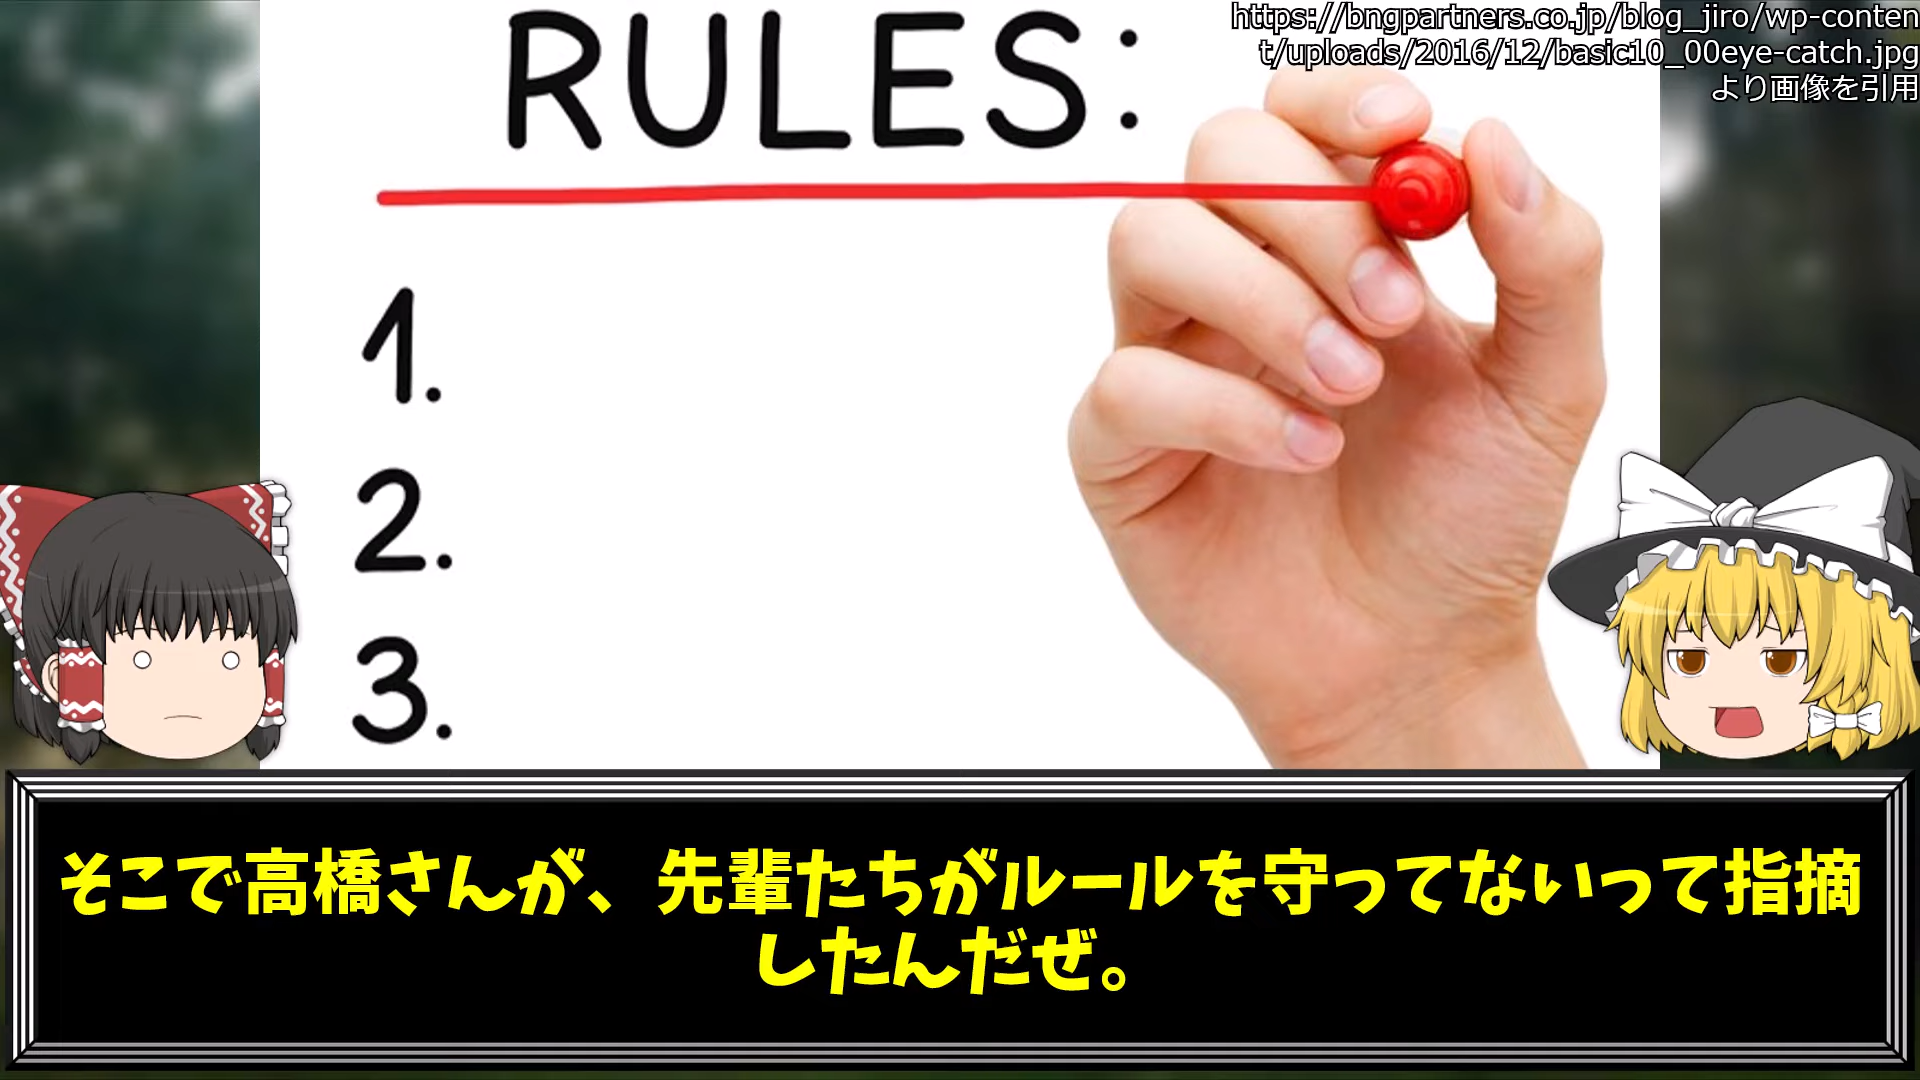 https://bngpartners.co.jp/blog_jiro/wp-conten
t/uploads/2016/12/basic10_00eye-catch.jpg
より画像を引用
RULES:
1.
2.
3.
そこで高橋さんが、先輩たちがルールを守ってないって指摘
したんだぜ。